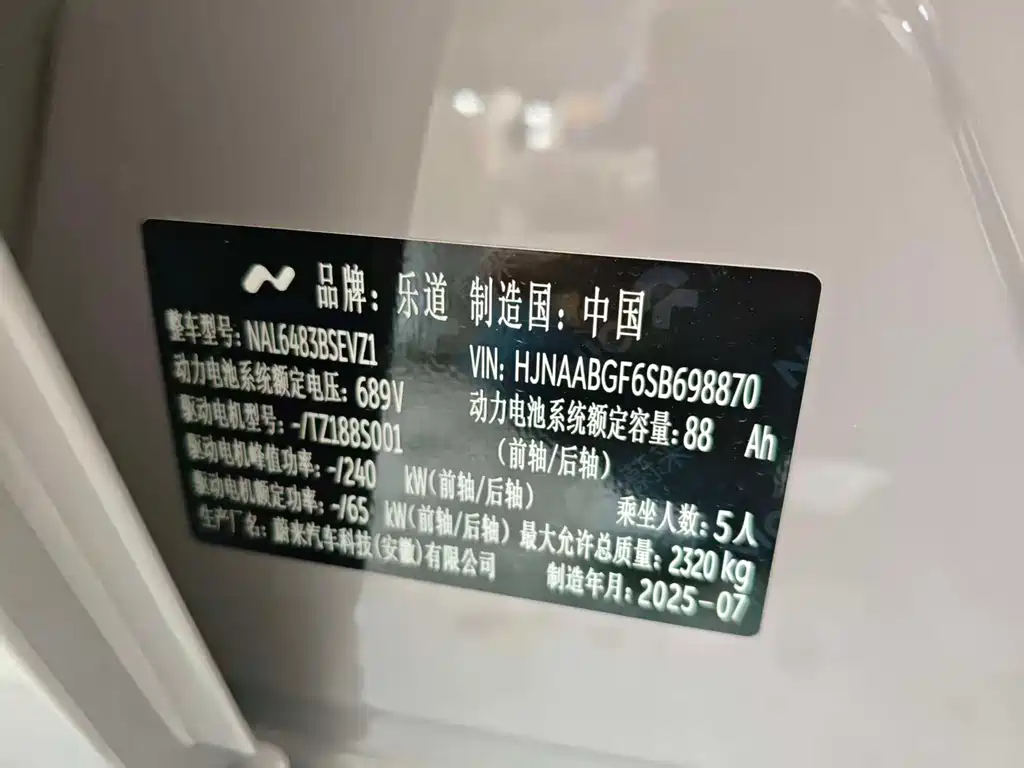 品牌：乐道 制造国：中国
整车型号：NAL6483BSEVZ1 VIN：HJNAABGF6SB698870
动力电池系统额定电压：689V 动力电池系统额定容量：88 Ah
驱动电机型号：-/TZ188S001 （前轴/后轴）
驱动电机峰值功率：-/240 kW（前轴/后轴） 乘坐人数：5人
驱动电机额定功率：-/65 kW（前轴/后轴） 最大允许总质量：2320 kg
生产厂名：蔚来汽车科技（安徽）有限公司 制造年月：2025-07